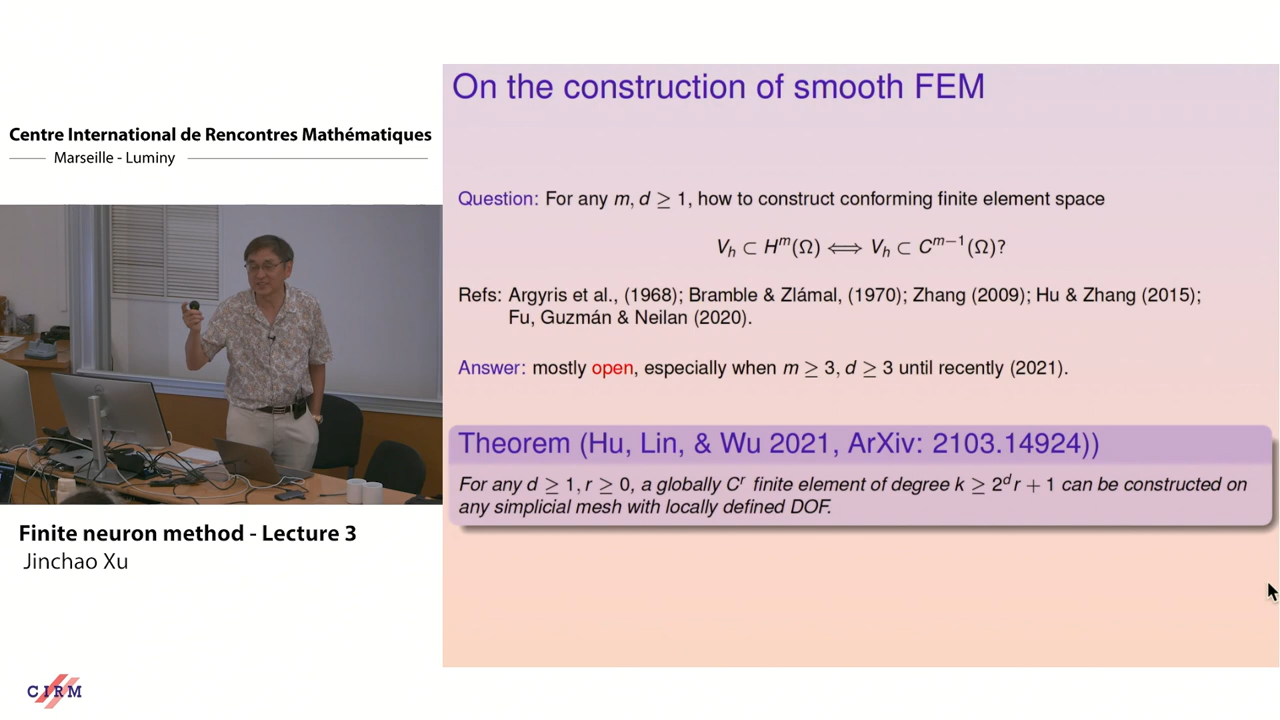 Centre International de Rencontres Mathématiques
Marseille - Luminy
Finite neuron method - Lecture 3
Jinchao Xu
CIRM
On the construction of smooth FEM
Question: For any m, d ≥ 1, how to construct conforming finite element space
V_h ⊂ H^m(Ω) ⟺ V_h ⊂ C^{m−1}(Ω)?
Refs: Argyris et al., (1968); Bramble & Zlámal, (1970); Zhang (2009); Hu & Zhang (2015);
Fu, Guzmán & Neilan (2020).
Answer: mostly open, especially when m ≥ 3, d ≥ 3 until recently (2021).
Theorem (Hu, Lin, & Wu 2021, ArXiv: 2103.14924))
For any d ≥ 1, r ≥ 0, a globally C^r finite element of degree k ≥ 2^d r + 1 can be constructed on
any simplicial mesh with locally defined DOF.